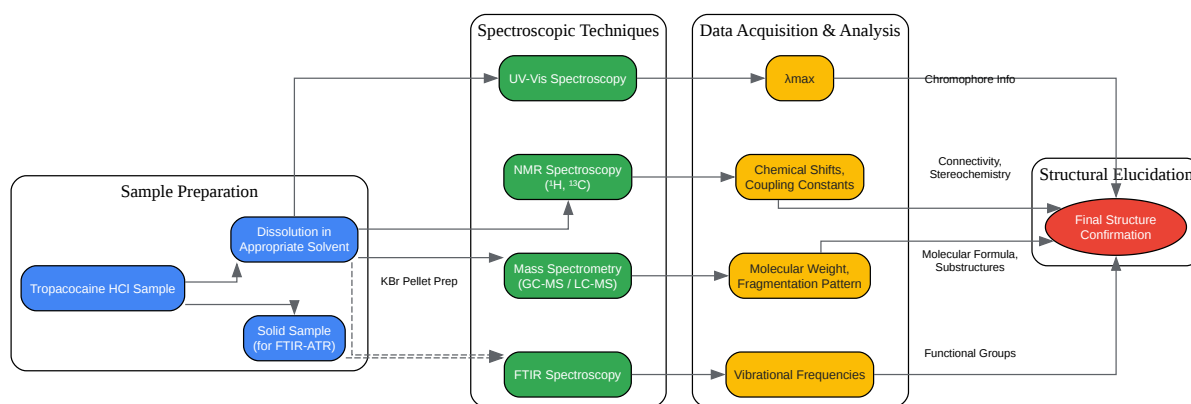 Spectroscopic Techniques
Data Acquisition & Analysis
UV-Vis Spectroscopy
λmax
Chromophore Info
NMR Spectroscopy
(¹H, ¹³C)
Chemical Shifts,
Coupling Constants
Connectivity,
Stereochemistry
Structural Elucidation
Sample Preparation
Dissolution in
Appropriate Solvent
Final Structure
Confirmation
Tropacocaine HCl Sample
KBr Pellet Prep
Mass Spectrometry
(GC-MS / LC-MS)
Molecular Weight,
Fragmentation Pattern
Molecular Formula,
Substructures
Solid Sample
(for FTIR-ATR)
FTIR Spectroscopy
Vibrational Frequencies
Functional Groups